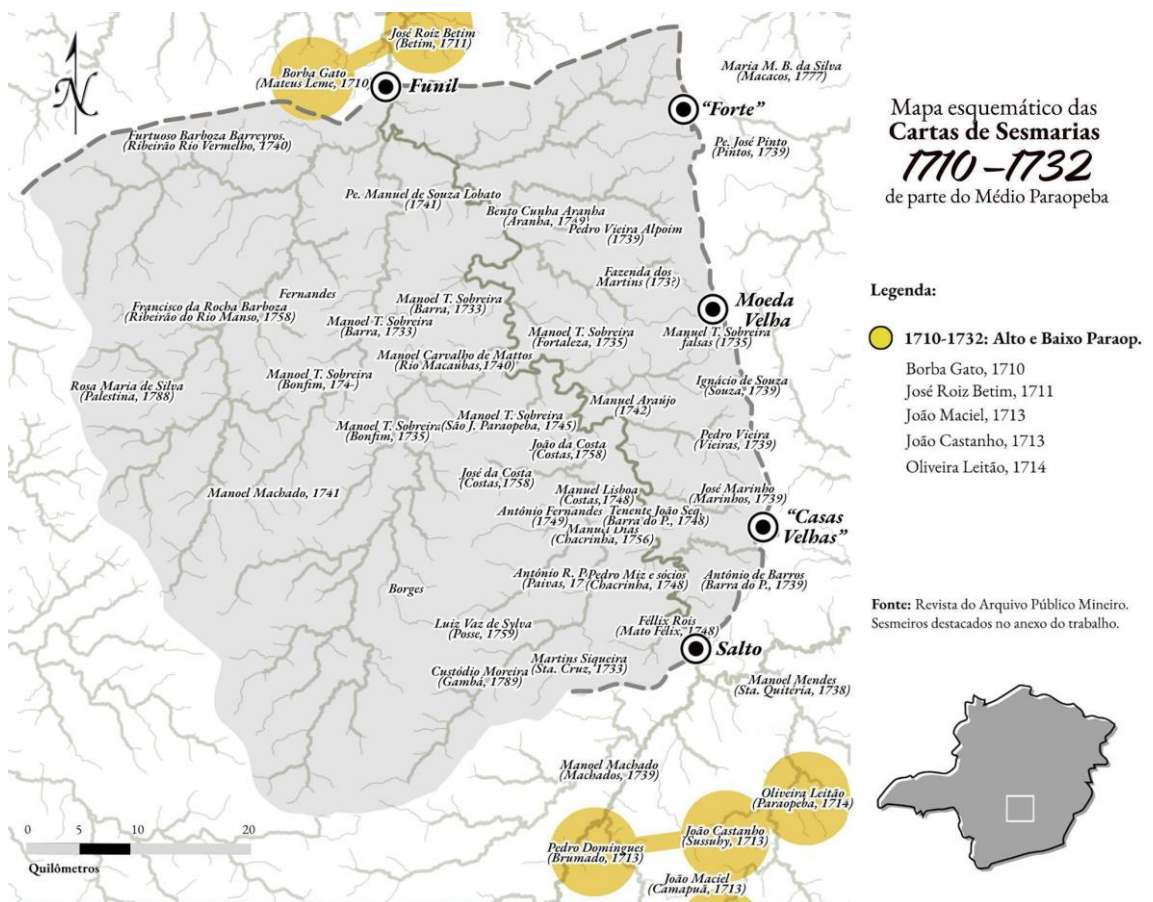 José Roiz Betim
(Betim, 1711)
Borba Gato
(Mateus Leme, 1710)
Funil
N
Maria M. B. da Silva
(Macacos, 1777)
"Forte"
Furtuoso Barboza Barreyros.
(Ribeirão Rio Vermelho, 1740)
Pe. José Pinto
(Pintos, 1739)
Pe. Manuel de Souza Lobato
(1741)
Bento Cunha Aranha
(Aranha, 1749)
Pedro Vieira Alpoim
(1739)
Fazenda dos
Martins (173?)
Fernandes
Francisco da Rocha Barboza
(Ribeirão do Rio Manso, 1758)
Manoel T. Sobreira
(Barra, 1733)
Moeda
Velha
Manoel T. Sobreira
(Barra, 1733)
Manoel T. Sobreira
(Fortaleza, 1735)
Manuel T. Sobreira
falsas (1735)
Manoel Carvalho de Mattos
(Rio Macaúbas,1740)
Rosa Maria de Silva
(Palestina, 1788)
Manoel T. Sobreira
(Bonfim, 174-)
Ignácio de Souza
(Souza, 1739)
Manuel Araújo
(1742)
Manoel T. Sobreira
(Bonfim, 1735)
Manoel T. Sobreira
(São J. Paraopeba, 1745)
Pedro Vieira
(Vieiras, 1739)
João da Costa
(Costas,1758)
José da Costa
(Costas,1758)
Manoel Machado, 1741
Manuel Lisboa
(Costas,1748)
José Marinho
(Marinhos, 1739)
António Fernandes
(1749)
Tenente João Seq
(Barra do P., 1748)
Manuel Dias
(Chacrinha, 1756)
"Casas
Velhas"
António R. P
(Paivas, 17
Pedro Miz e sócios
(Chacrinha, 1748)
António de Barros
(Barra do P., 1739)
Borges
Luiz Vaz de Sylva
(Posse, 1759)
Féllix Rois
(Mato Félix, 1748)
Salto
Martins Siqueira
(Sta. Cruz, 1733)
Custódio Moreira
(Gambá, 1789)
Manoel Mendes
(Sta. Quitéria, 1738)
Manoel Machado
(Machados, 1739)
Oliveira Leitão
(Paraopeba, 1714)
João Castanho
(Sussuhy, 1713)
Pedro Domingues
(Brumado, 1713)
João Maciel
(Camapuã, 1713)
0 5 10 20
Quilômetros
Mapa esquemático das
Cartas de Sesmarias
1710-1732
de parte do Médio Paraopeba
Legenda:
1710-1732: Alto e Baixo Paraop.
Borba Gato, 1710
José Roiz Betim, 1711
João Maciel, 1713
João Castanho, 1713
Oliveira Leitão, 1714
Fonte: Revista do Arquivo Público Mineiro.
Sesmeiros destacados no anexo do trabalho.